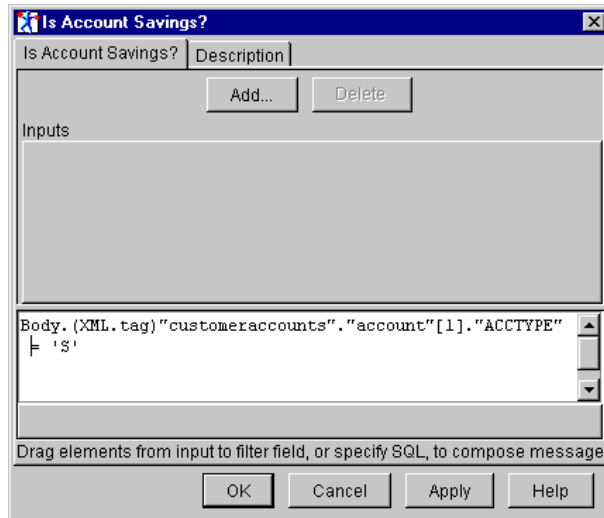 Is Account Savings?
Is Account Savings? Description
Add... Delete
Inputs
Body.(XML.tag)"customeraccounts"."account"[1]."ACCTYPE"
= 'S'
Drag elements from input to filter field, or specify SQL, to compose message
OK Cancel Apply Help